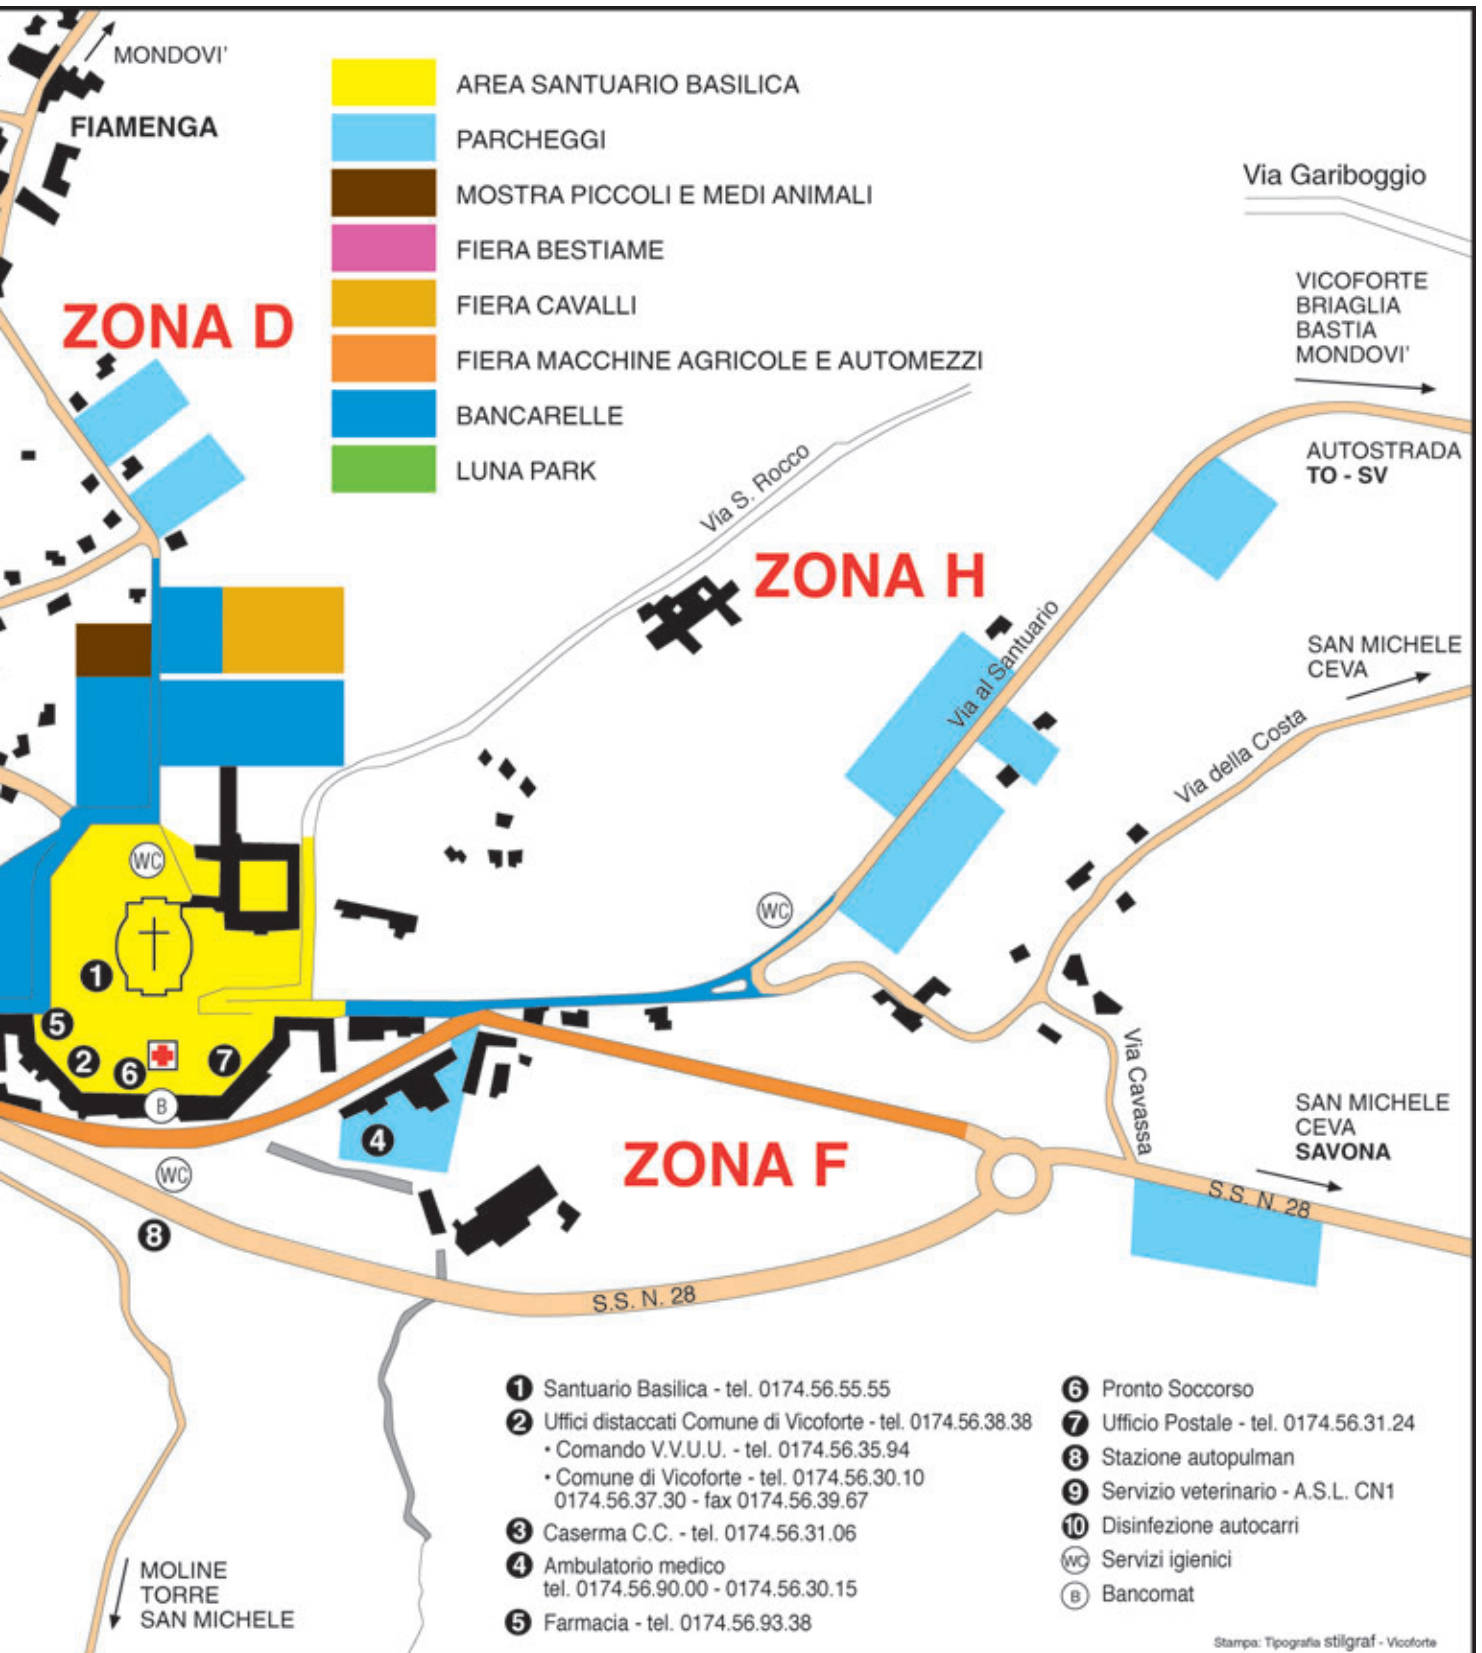 MONDOVI'
FIAMENGA
AREA SANTUARIO BASILICA
PARCHEGGI
MOSTRA PICCOLI E MEDI ANIMALI
FIERA BESTIAME
FIERA CAVALLI
FIERA MACCHINE AGRICOLE E AUTOMEZZI
BANCARELLE
LUNA PARK
Via Gariboggio
VICOFORTE
BRIAGLIA
BASTIA
MONDOVI'
AUTOSTRADA
TO - SV
ZONA D
Via S. Rocco
ZONA H
Via al Santuario
SAN MICHELE
CEVA
Via della Costa
WC
WC
1
5
2
6
7
B
4
WC
8
ZONA F
Via Cavassa
SAN MICHELE
CEVA
SAVONA
S.S. N. 28
S.S. N. 28
MOLINE
TORRE
SAN MICHELE
1 Santuario Basilica - tel. 0174.56.55.55
2 Uffici distaccati Comune di Vicoforte - tel. 0174.56.38.38
• Comando V.V.U.U. - tel. 0174.56.35.94
• Comune di Vicoforte - tel. 0174.56.30.10
0174.56.37.30 - fax 0174.56.39.67
3 Caserma C.C. - tel. 0174.56.31.06
4 Ambulatorio medico
tel. 0174.56.90.00 - 0174.56.30.15
5 Farmacia - tel. 0174.56.93.38
6 Pronto Soccorso
7 Ufficio Postale - tel. 0174.56.31.24
8 Stazione autopulman
9 Servizio veterinario - A.S.L. CN1
10 Disinfezione autocarri
WC Servizi igienici
B Bancomat
Stampa: Tipografia stilgraf - Vicoforte